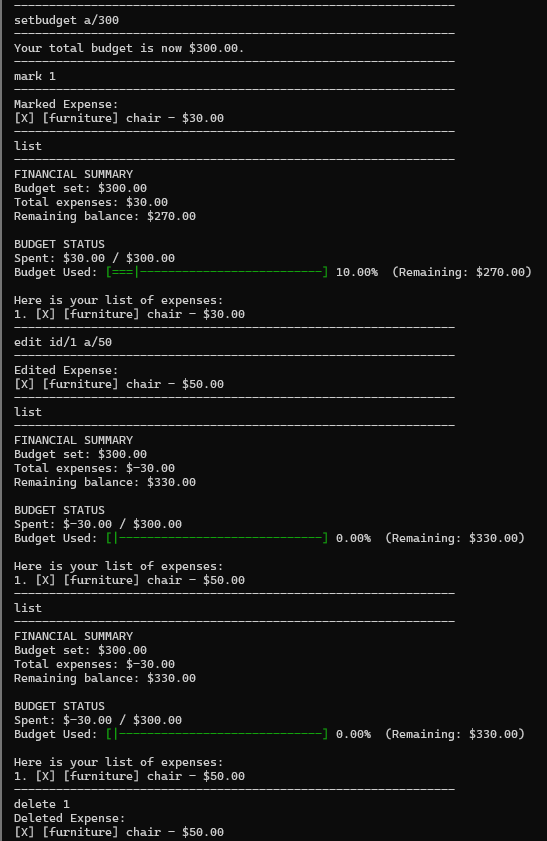 ────────────────────────────────────────────────────────────────
setbudget a/300
────────────────────────────────────────────────────────────────
Your total budget is now $300.00.
────────────────────────────────────────────────────────────────
mark 1
────────────────────────────────────────────────────────────────
Marked Expense:
[X] [furniture] chair - $30.00
────────────────────────────────────────────────────────────────
list
────────────────────────────────────────────────────────────────
FINANCIAL SUMMARY
Budget set: $300.00
Total expenses: $30.00
Remaining balance: $270.00
BUDGET STATUS
Spent: $30.00 / $300.00
Budget Used: [===|--------------------------] 10.00%  (Remaining: $270.00)
Here is your list of expenses:
1. [X] [furniture] chair - $30.00
────────────────────────────────────────────────────────────────
edit id/1 a/50
────────────────────────────────────────────────────────────────
Edited Expense:
[X] [furniture] chair - $50.00
────────────────────────────────────────────────────────────────
list
────────────────────────────────────────────────────────────────
FINANCIAL SUMMARY
Budget set: $300.00
Total expenses: $-30.00
Remaining balance: $330.00
BUDGET STATUS
Spent: $-30.00 / $300.00
Budget Used: [|-----------------------------] 0.00%  (Remaining: $330.00)
Here is your list of expenses:
1. [X] [furniture] chair - $50.00
────────────────────────────────────────────────────────────────
list
────────────────────────────────────────────────────────────────
FINANCIAL SUMMARY
Budget set: $300.00
Total expenses: $-30.00
Remaining balance: $330.00
BUDGET STATUS
Spent: $-30.00 / $300.00
Budget Used: [|-----------------------------] 0.00%  (Remaining: $330.00)
Here is your list of expenses:
1. [X] [furniture] chair - $50.00
────────────────────────────────────────────────────────────────
delete 1
Deleted Expense:
[X] [furniture] chair - $50.00